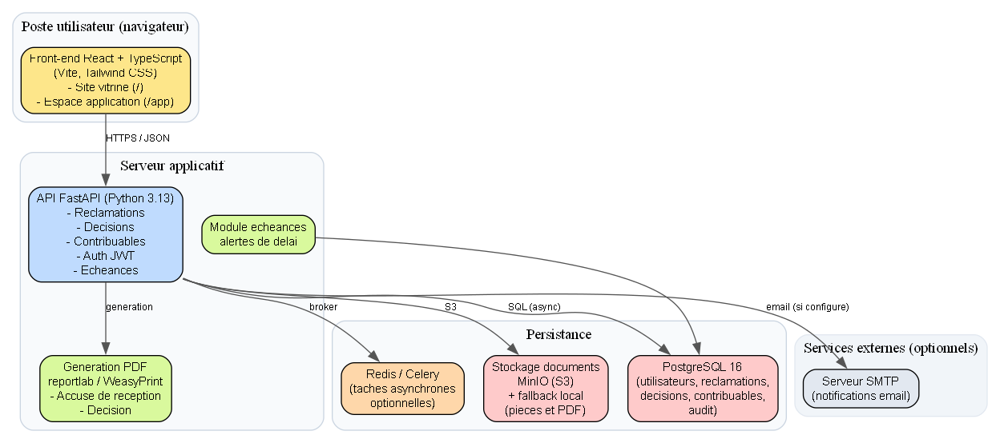 Poste utilisateur (navigateur)
Front-end React + TypeScript
(Vite, Tailwind CSS)
- Site vitrine (/)
- Espace application (/app)
HTTPS / JSON
Serveur applicatif
API FastAPI (Python 3.13)
- Reclamations
- Decisions
- Contribuables
- Auth JWT
- Echeances
Module echeances
alertes de delai
generation
broker
S3
SQL (async)
email (si configure)
Generation PDF
reportlab / WeasyPrint
- Accuse de reception
- Decision
Persistance
Redis / Celery
(taches asynchrones
optionnelles)
Stockage documents
MinIO (S3)
+ fallback local
(pieces et PDF)
PostgreSQL 16
(utilisateurs, reclamations,
decisions, contribuables,
audit)
Services externes (optionnels)
Serveur SMTP
(notifications email)